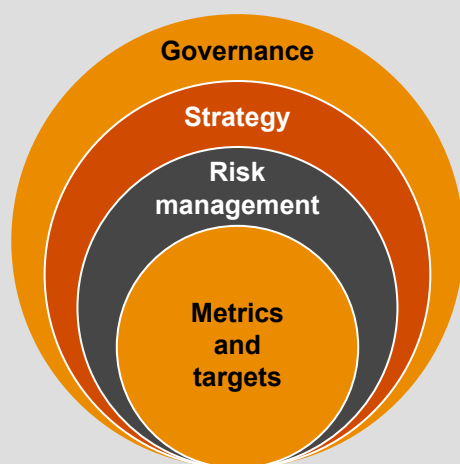 Governance
Strategy
Risk
management
Metrics
and
targets